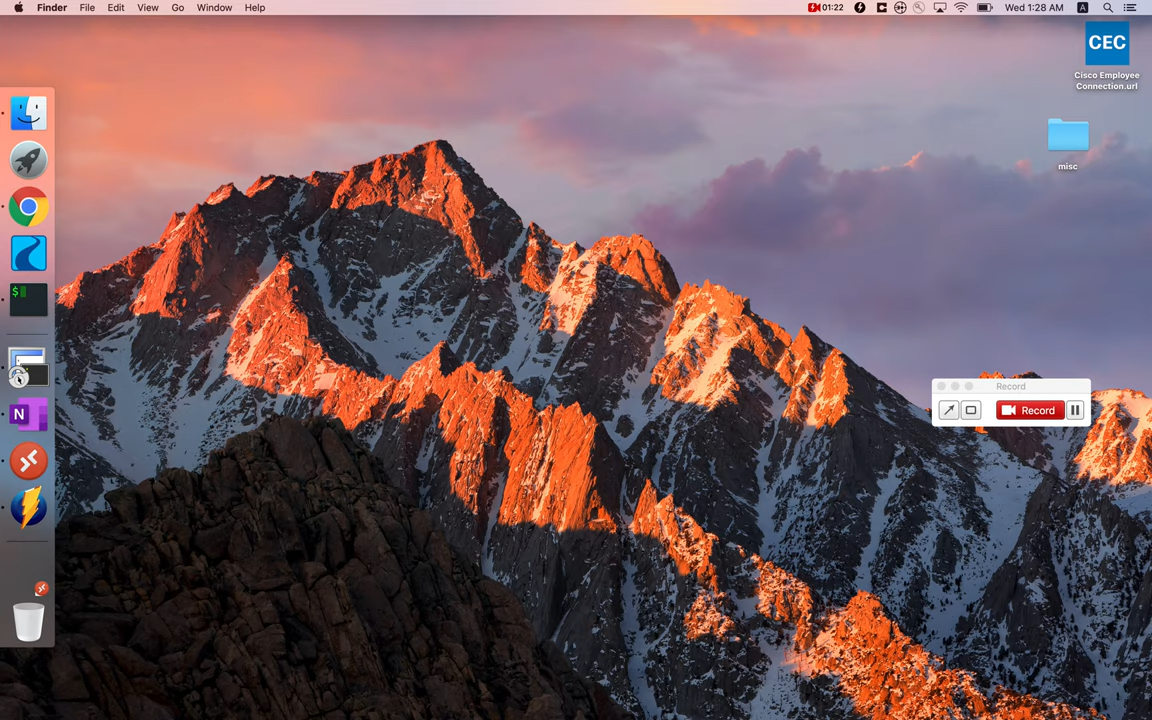 Finder File Edit View Go Window Help 01:22 Wed 1:28 AM A
CEC
Cisco Employee
Connection.url
misc
$
N
Record
Record